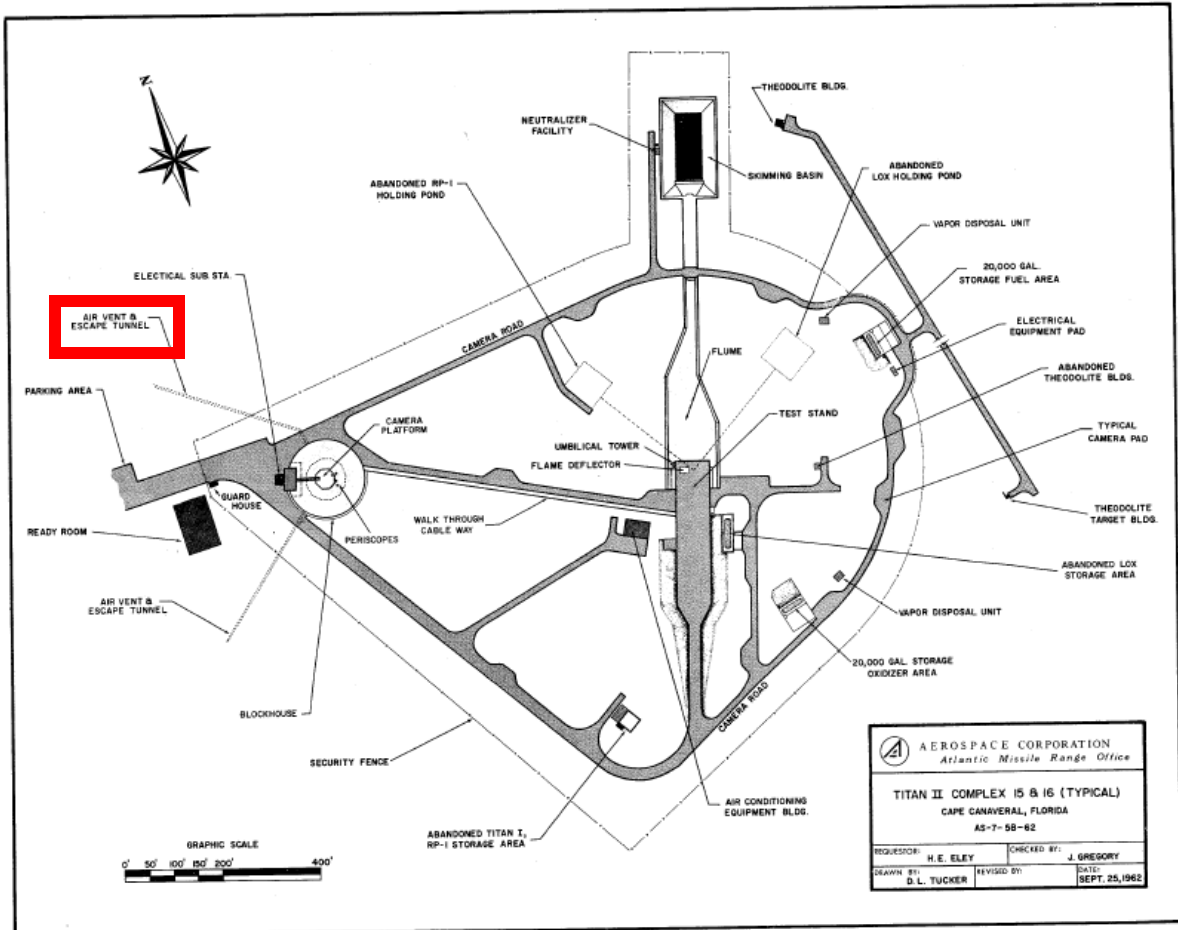 N
THEODOLITE BLDG.
NEUTRALIZER
FACILITY
ABANDONED
LOX HOLDING POND
SKIMMING BASIN
ABANDONED RP-1
HOLDING POND
VAPOR DISPOSAL UNIT
ELECTICAL SUB STA.
20,000 GAL.
STORAGE FUEL AREA
AIR VENT &
ESCAPE TUNNEL
CAMERA ROAD
ELECTRICAL
EQUIPMENT PAD
FLUME
ABANDONED
THEODOLITE BLDG.
PARKING AREA
CAMERA
PLATFORM
TEST STAND
TYPICAL
CAMERA PAD
UMBILICAL TOWER
FLAME DEFLECTOR
GUARD
HOUSE
WALK THROUGH
CABLE WAY
THEODOLITE
TARGET BLDG.
READY ROOM
PERISCOPES
ABANDONED LOX
STORAGE AREA
AIR VENT &
ESCAPE TUNNEL
VAPOR DISPOSAL UNIT
20,000 GAL. STORAGE
OXIDIZER AREA
BLOCKHOUSE
CAMERA ROAD
SECURITY FENCE
AIR CONDITIONING
EQUIPMENT BLDG.
ABANDONED TITAN I,
RP-1 STORAGE AREA
GRAPHIC SCALE
0' 50' 100' 150' 200' 400'
AEROSPACE CORPORATION
Atlantic Missile Range Office
TITAN II COMPLEX 15 & 16 (TYPICAL)
CAPE CANAVERAL, FLORIDA
AS-7-58-62
REQUESTOR: H.E. ELEY
CHECKED BY: J. GREGORY
DRAWN BY: D. L. TUCKER
REVISED BY:
DATE: SEPT. 25,1962